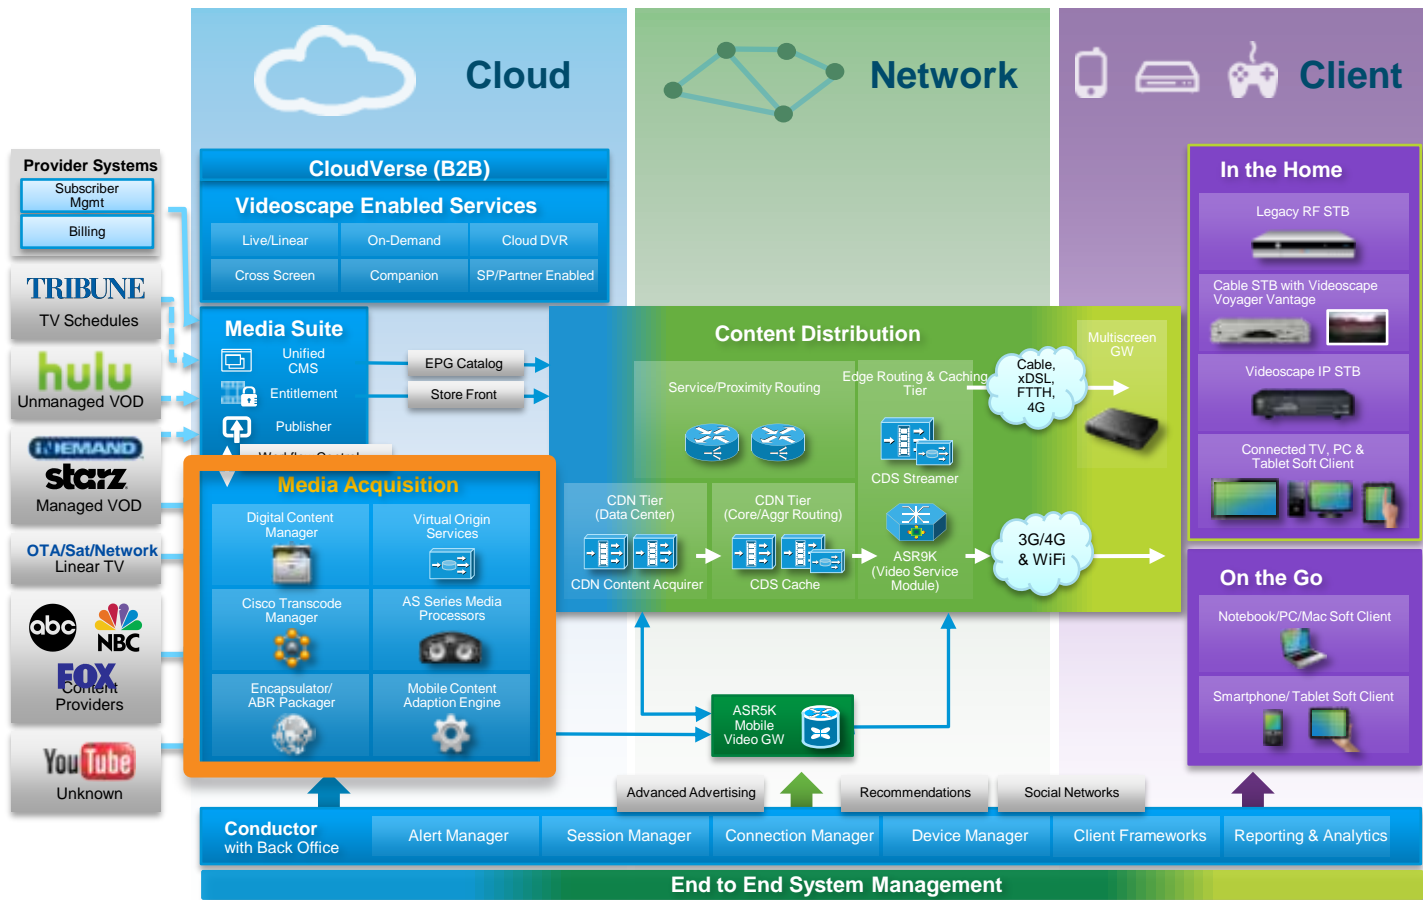 Cloud
Network
Client
Provider Systems
Subscriber
Mgmt
Billing
TRIBUNE
TV Schedules
hulu
Unmanaged VOD
iNDEMAND
starz
Managed VOD
OTA/Sat/Network
Linear TV
abc
NBC
FOX
Content
Providers
YouTube
Unknown
CloudVerse (B2B)
Videoscape Enabled Services
Live/Linear
On-Demand
Cloud DVR
Cross Screen
Companion
SP/Partner Enabled
Media Suite
Unified
CMS
Entitlement
Publisher
EPG Catalog
Store Front
Workflow Control
Media Acquisition
Digital Content
Manager
Virtual Origin
Services
Cisco Transcode
Manager
AS Series Media
Processors
Encapsulator/
ABR Packager
Mobile Content
Adaption Engine
Content Distribution
Service/Proximity Routing
Edge Routing & Caching
Tier
CDS Streamer
CDN Tier
(Data Center)
CDN Content Acquirer
CDN Tier
(Core/Aggr Routing)
CDS Cache
ASR9K
(Video Service
Module)
Cable,
xDSL,
FTTH,
4G
3G/4G
& WiFi
Multiscreen
GW
ASR5K
Mobile
Video GW
In the Home
Legacy RF STB
Cable STB with Videoscape
Voyager Vantage
Videoscape IP STB
Connected TV, PC &
Tablet Soft Client
On the Go
Notebook/PC/Mac Soft Client
Smartphone/ Tablet Soft Client
Advanced Advertising
Recommendations
Social Networks
Conductor
with Back Office
Alert Manager
Session Manager
Connection Manager
Device Manager
Client Frameworks
Reporting & Analytics
End to End System Management